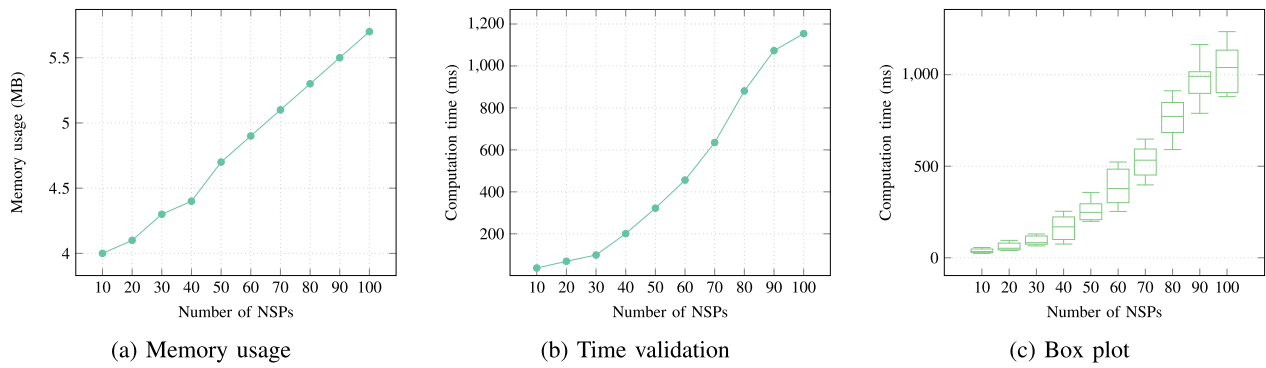 Memory usage (MB)
5.5
5
4.5
4
10 20 30 40 50 60 70 80 90 100
Number of NSPs
(a) Memory usage
Computation time (ms)
1,200
1,000
800
600
400
200
10 20 30 40 50 60 70 80 90 100
Number of NSPs
(b) Time validation
Computation time (ms)
1,000
500
0
10 20 30 40 50 60 70 80 90 100
Number of NSPs
(c) Box plot